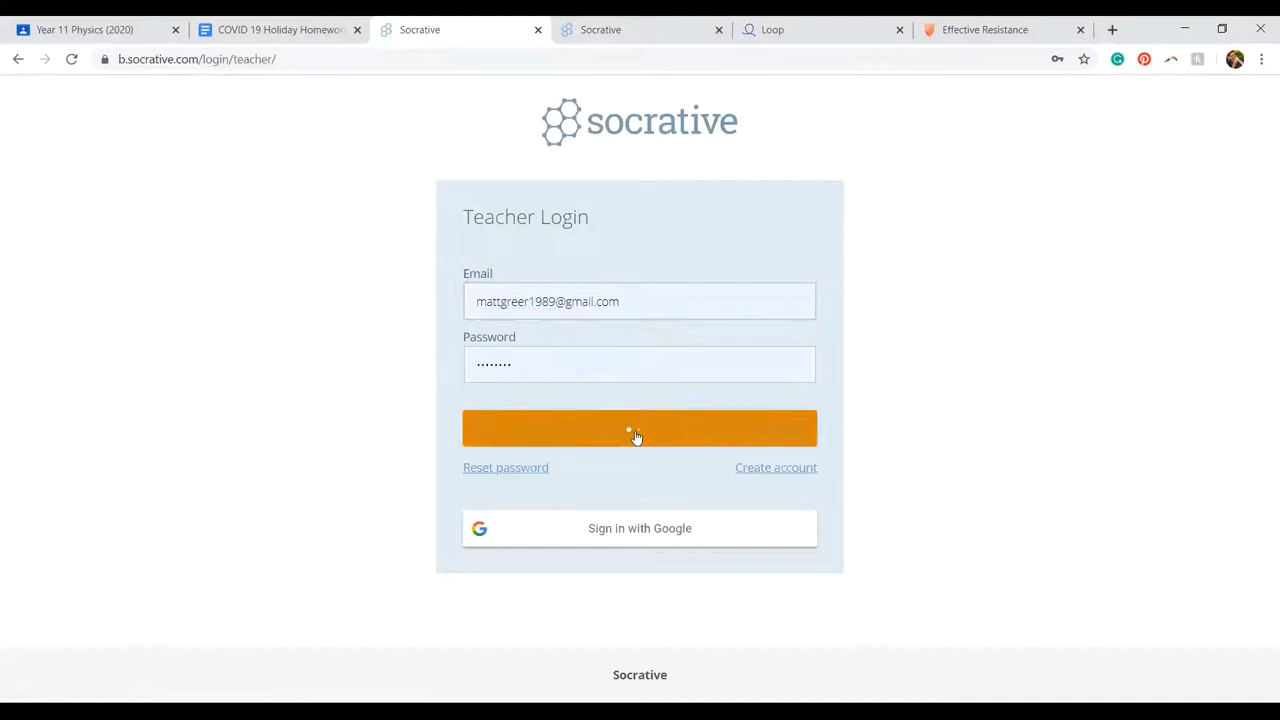 Year 11 Physics (2020)
COVID 19 Holiday Homewor
Socrative
Socrative
Loop
Effective Resistance
b.socrative.com/login/teacher/
socrative
Teacher Login
Email
mattgreer1989@gmail.com
Password
Reset password
Create account
Sign in with Google
Socrative